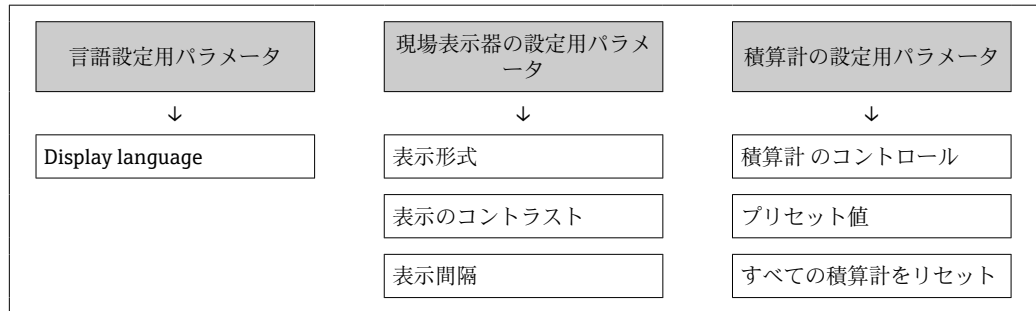 言語設定用パラメータ
↓
Display language
現場表示器の設定用パラメ
ータ
↓
表示形式
表示のコントラスト
表示間隔
積算計の設定用パラメータ
↓
積算計 のコントロール
プリセット値
すべての積算計をリセット